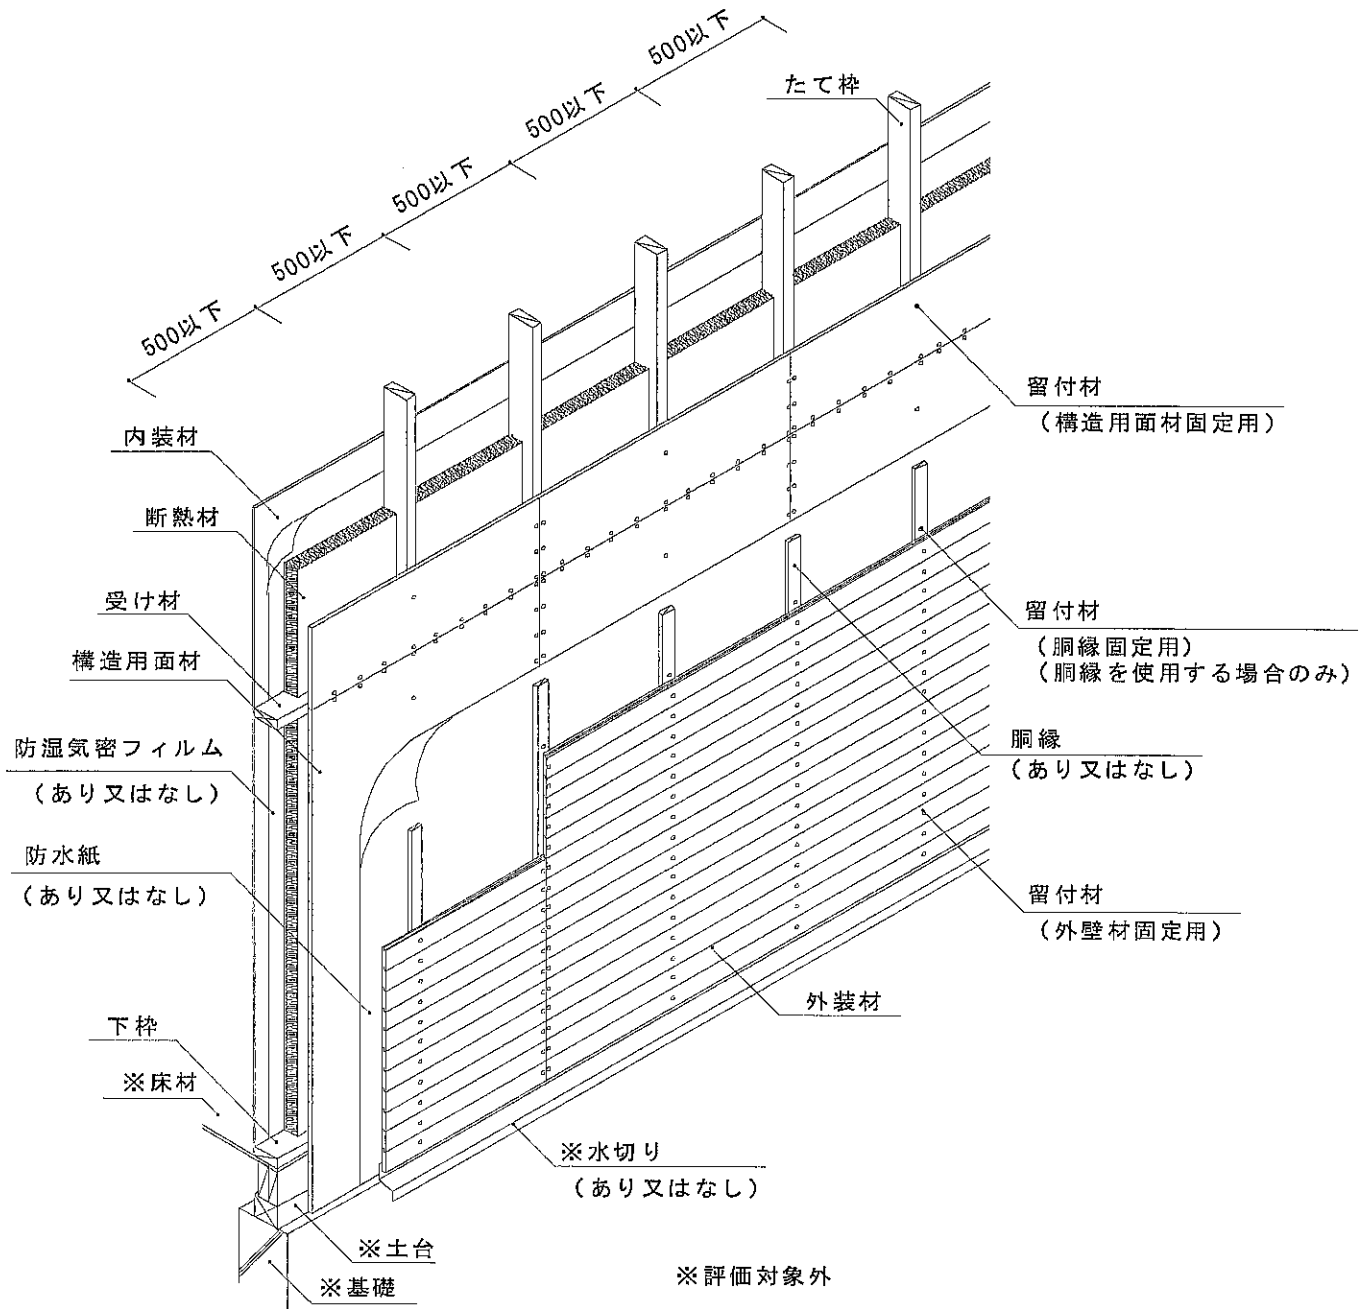 500以下
500以下
500以下
500以下
500以下
たて枠
留付材
(構造用面材固定用)
内装材
断熱材
受け材
構造用面材
防湿気密フィルム
(あり又はなし)
防水紙
(あり又はなし)
留付材
(胴縁固定用)
(胴縁を使用する場合のみ)
胴縁
(あり又はなし)
留付材
(外壁材固定用)
外装材
下枠
※床材
※水切り
(あり又はなし)
※土台
※基礎
※評価対象外